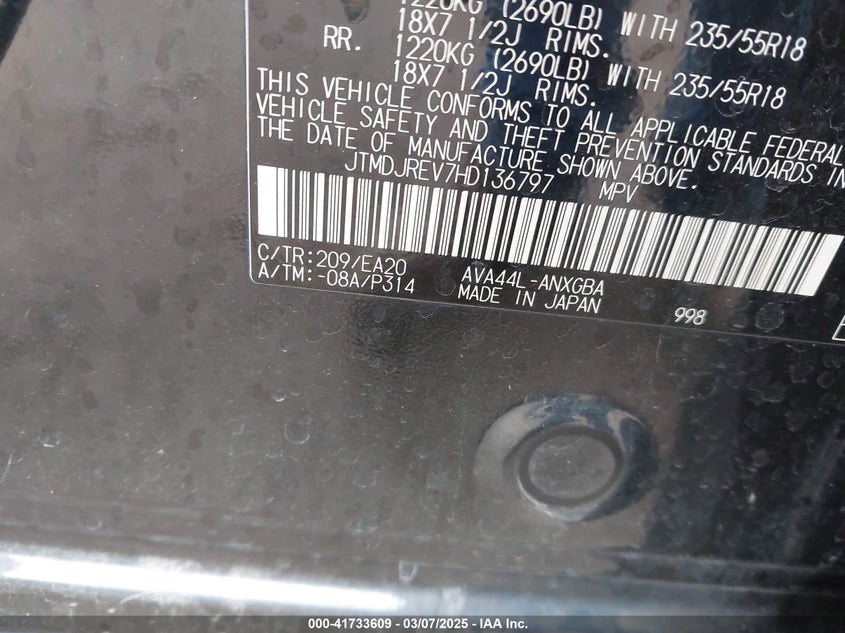 1220KG (2690LB) WITH 235/55R18
18X7 1/2J RIMS.
RR. 1220KG (2690LB) WITH 235/55R18
18X7 1/2J RIMS.
THIS VEHICLE CONFORMS TO ALL APPLICABLE FEDERAL
VEHICLE SAFETY AND THEFT PREVENTION STANDARDS IN
THE DATE OF MANUFACTURE SHOWN ABOVE.
JTMDJREV7HD136797 MPV
C/TR:209/EA20 AVA44L-ANXGBA
A/TM:-08A/P314 MADE IN JAPAN 998
000-41733609 - 03/07/2025 - IAA Inc.